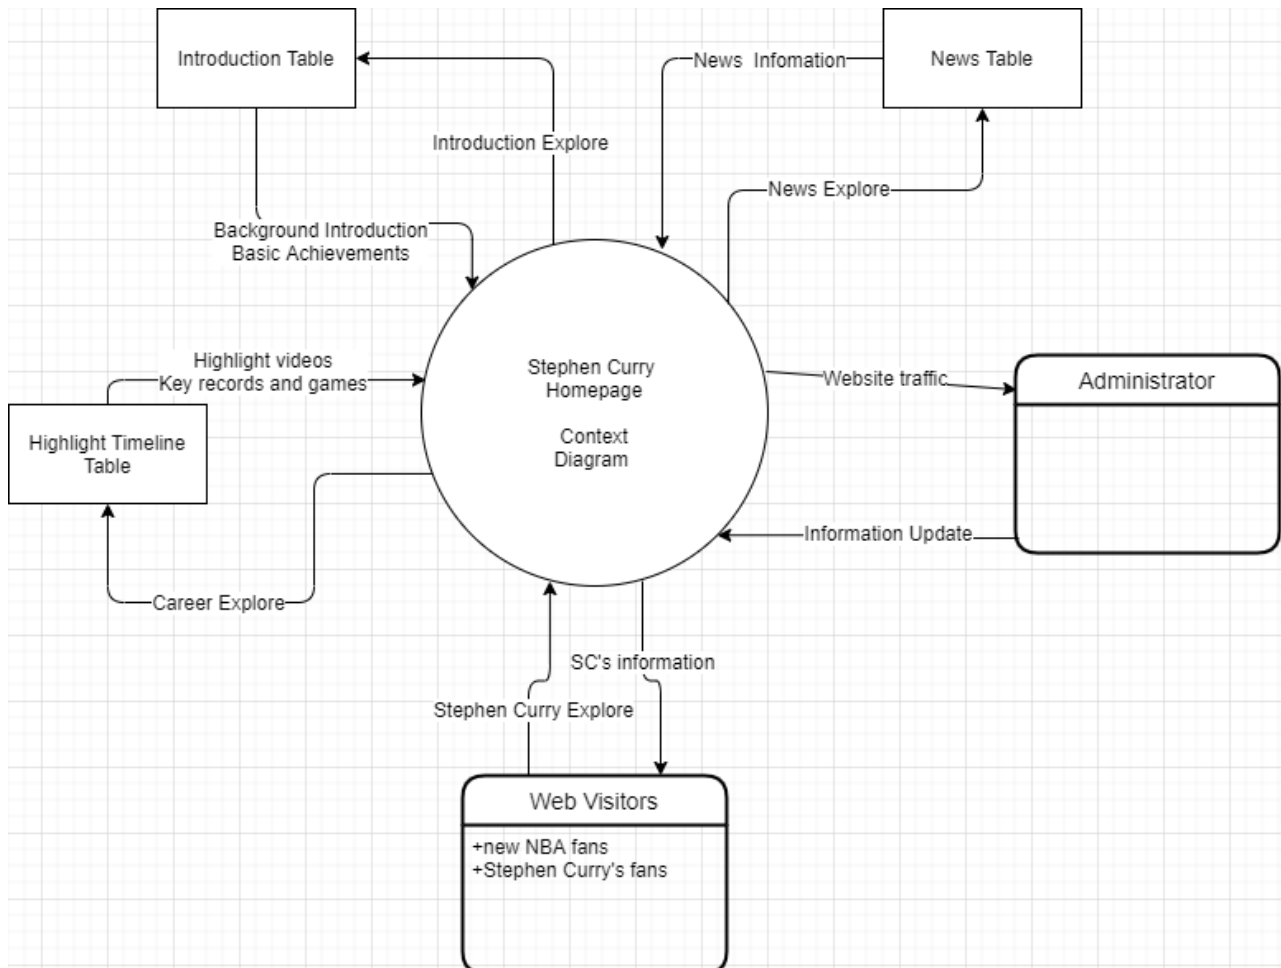 Introduction Table
News  Infomation
News Table
Introduction Explore
News Explore
Background Introduction
Basic Achievements
Highlight videos
Key records and games
Stephen Curry
Homepage
Context
Diagram
Website traffic
Administrator
Highlight Timeline
Table
Information Update
Career Explore
SC's information
Stephen Curry Explore
Web Visitors
+new NBA fans
+Stephen Curry's fans